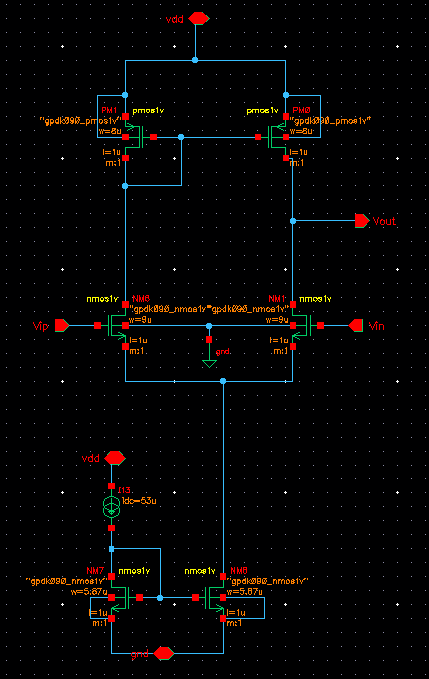 vdd
PM1 pmos1v pmos1v PM0
"gpdk090_pmos1v" "gpdk090_pmos1v"
w=8u w=8u
l=1u l=1u
m:1 m:1
Vout
nmos1v NM0 NM1 nmos1v
"gpdk090_nmos1v" "gpdk090_nmos1v"
w=9u w=9u
Vip Vin
l=1u gnd l=1u
m:1 m:1
vdd
I13
idc=53u
NM7 nmos1v nmos1v NM8
"gpdk090_nmos1v" "gpdk090_nmos1v"
w=5.87u w=5.87u
l=1u l=1u
m:1 m:1
gnd